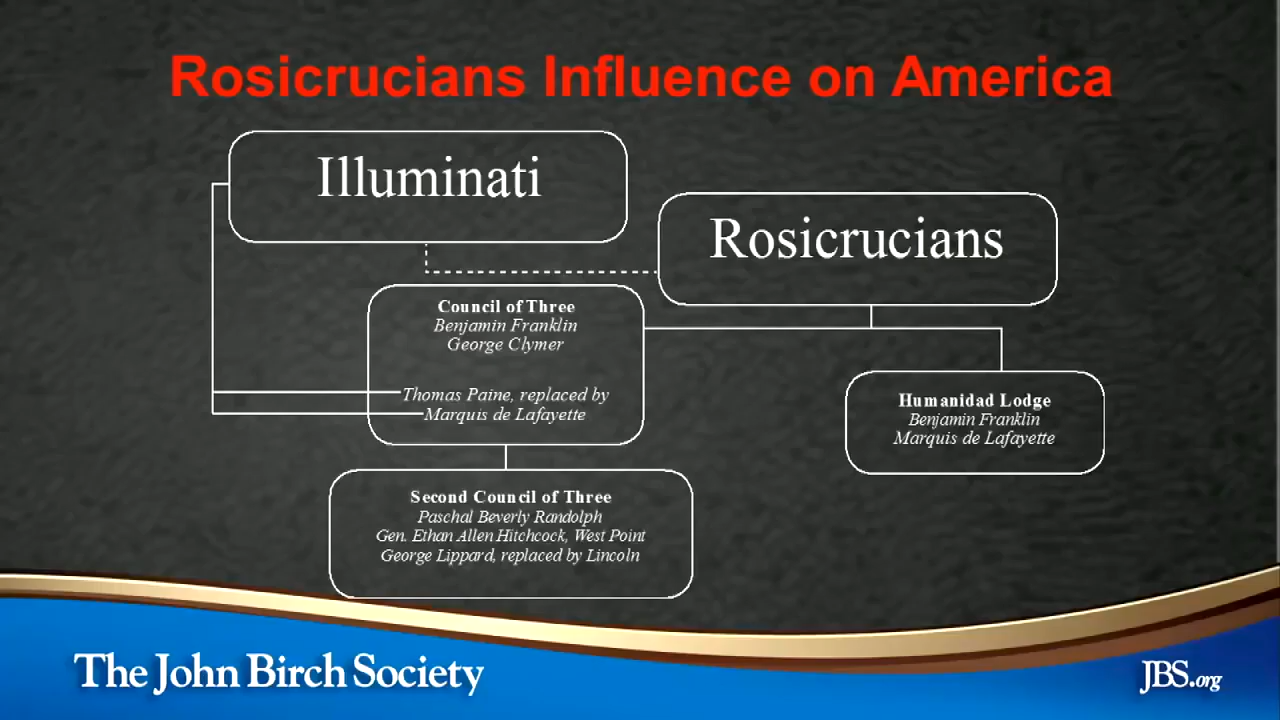 Rosicrucians Influence on America
Illuminati
Rosicrucians
Council of Three
Benjamin Franklin
George Clymer
Thomas Paine, replaced by
Marquis de Lafayette
Humanidad Lodge
Benjamin Franklin
Marquis de Lafayette
Second Council of Three
Paschal Beverly Randolph
Gen. Ethan Allen Hitchcock, West Point
George Lippard, replaced by Lincoln
The John Birch Society
JBS.org